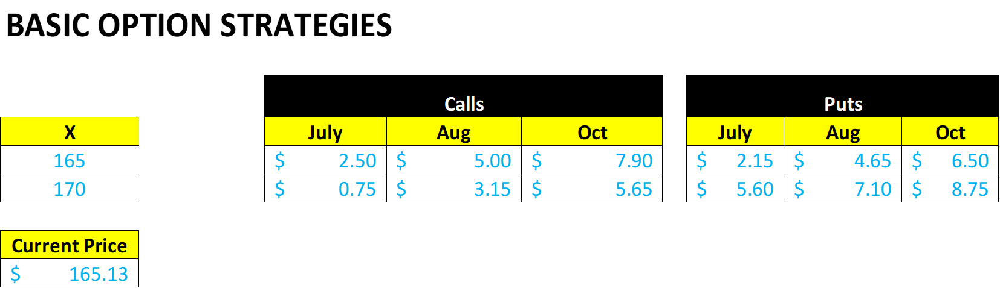 BASIC OPTION STRATEGIES
Calls Puts
X July Aug Oct July Aug Oct
165 $ 2.50 $ 5.00 $ 7.90 $ 2.15 $ 4.65 $ 6.50
170 $ 0.75 $ 3.15 $ 5.65 $ 5.60 $ 7.10 $ 8.75
Current Price
$ 165.13